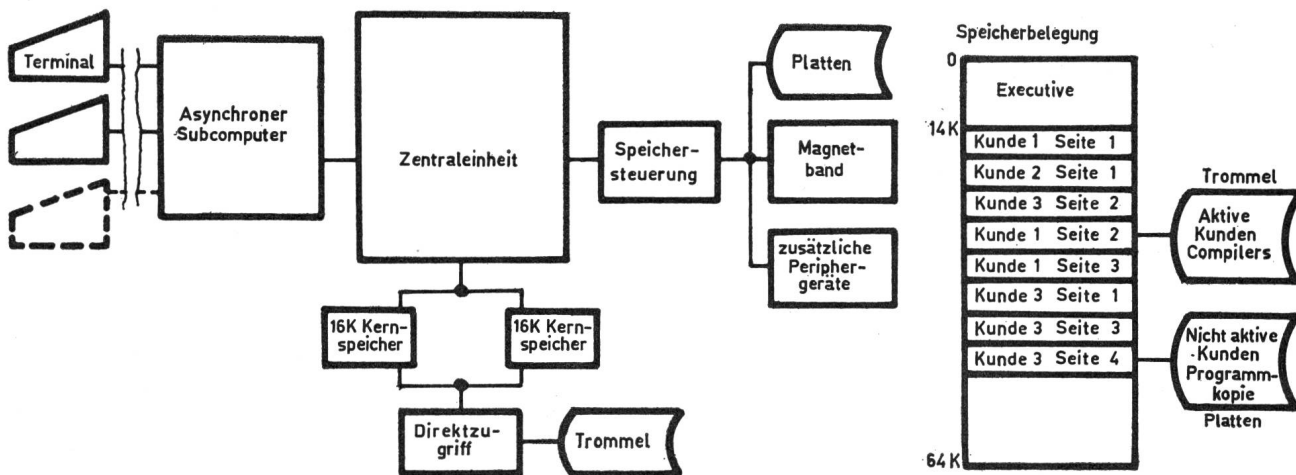 Terminal
Asynchroner
Subcomputer
Zentraleinheit
Speicher-
steuerung
Platten
Magnet-
band
zusätzliche
Peripher-
geräte
16K Kern-
speicher
16K Kern-
speicher
Direktzu-
griff
Trommel
Speicherbelegung
0
Executive
14K
Kunde 1 Seite 1
Kunde 2 Seite 1
Kunde 3 Seite 2
Kunde 1 Seite 2
Kunde 1 Seite 3
Kunde 3 Seite 1
Kunde 3 Seite 3
Kunde 3 Seite 4
64K
Trommel
Aktive
Kunden
Compilers
Nicht aktive
Kunden
Programm-
kopie
Platten